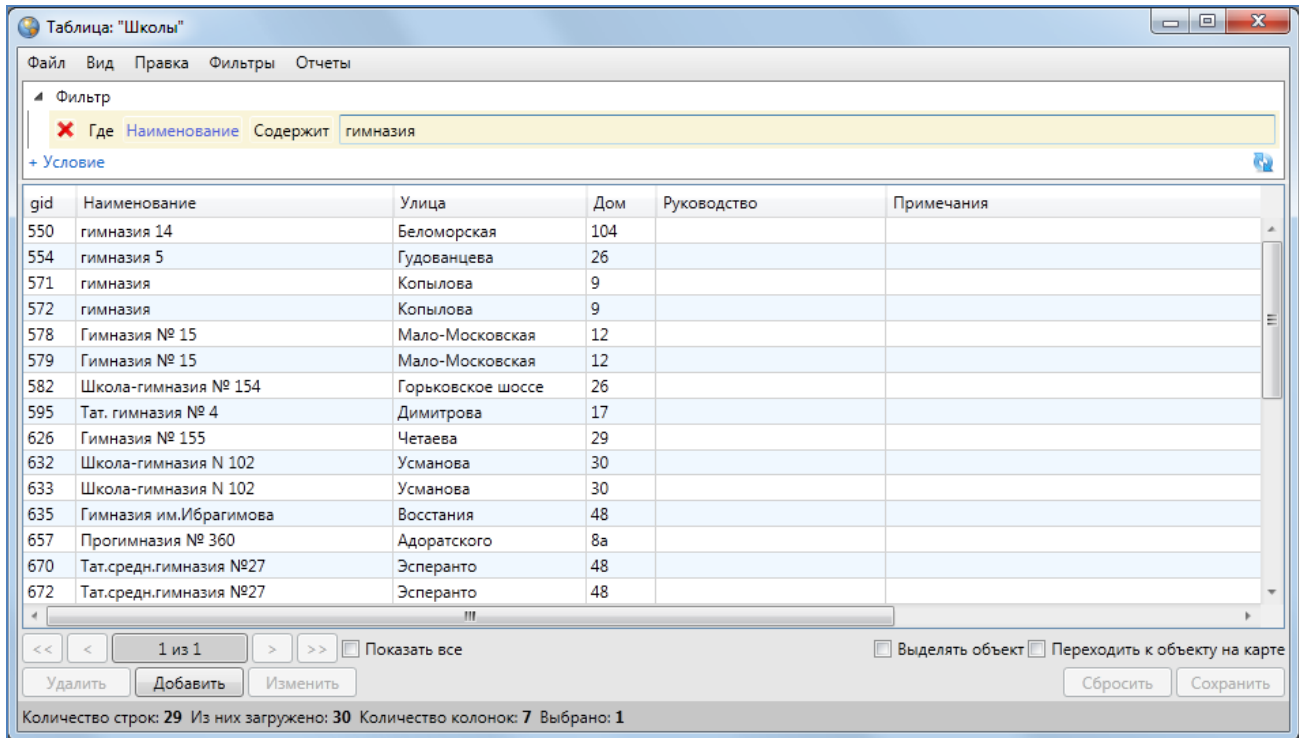 Таблица: "Школы"
Файл Вид Правка Фильтры Отчеты
Фильтр
Где Наименование Содержит гимназия
+ Условие
gid Наименование Улица Дом Руководство Примечания
550 гимназия 14 Беломорская 104
554 гимназия 5 Гудованцева 26
571 гимназия Копылова 9
572 гимназия Копылова 9
578 Гимназия № 15 Мало-Московская 12
579 Гимназия № 15 Мало-Московская 12
582 Школа-гимназия № 154 Горьковское шоссе 26
595 Тат. гимназия № 4 Димитрова 17
626 Гимназия № 155 Четаева 29
632 Школа-гимназия N 102 Усманова 30
633 Школа-гимназия N 102 Усманова 30
635 Гимназия им.Ибрагимова Восстания 48
657 Прогимназия № 360 Адоратского 8а
670 Тат.средн.гимназия №27 Эсперанто 48
672 Тат.средн.гимназия №27 Эсперанто 48
<< < 1 из 1 > >> Показать все Выделять объект Переходить к объекту на карте
Удалить Добавить Изменить Сбросить Сохранить
Количество строк: 29 Из них загружено: 30 Количество колонок: 7 Выбрано: 1